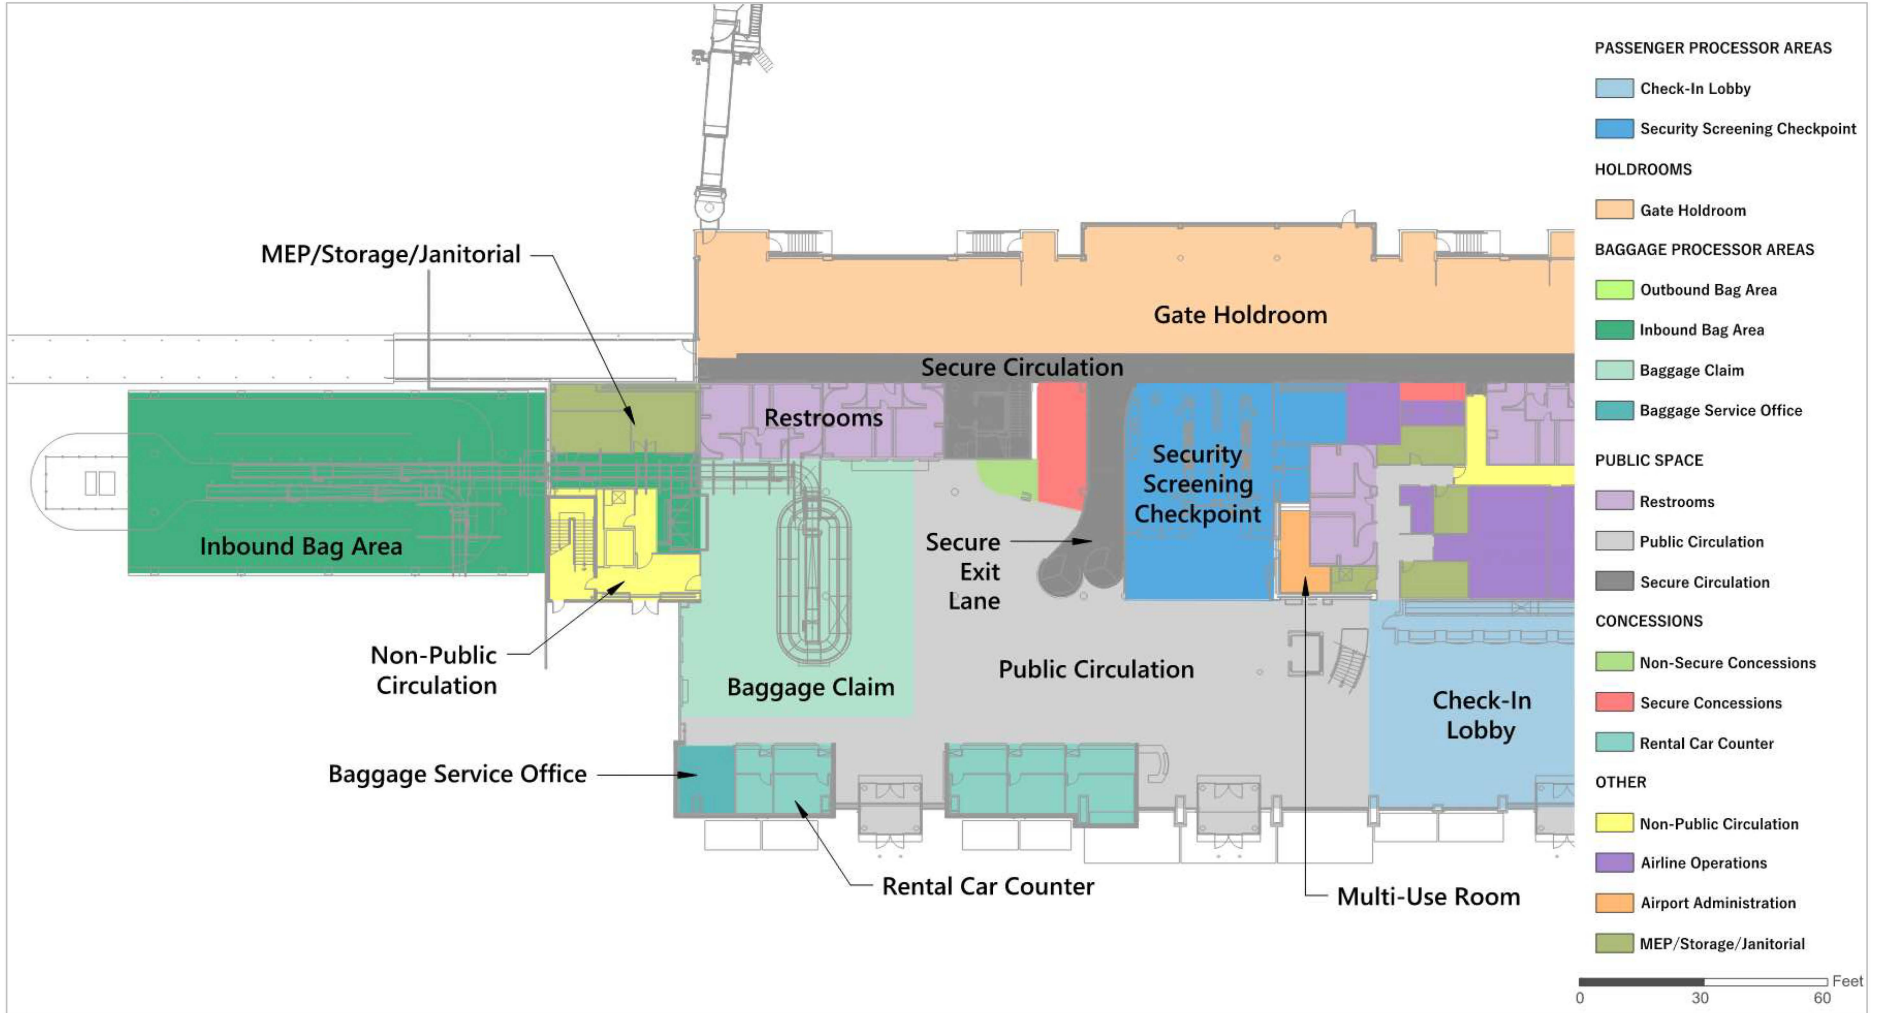 MEP/Storage/Janitorial
Gate Holdroom
Secure Circulation
Restrooms
Security
Screening
Checkpoint
Inbound Bag Area
Secure
Exit
Lane
Non-Public
Circulation
Baggage Claim
Public Circulation
Check-In
Lobby
Baggage Service Office
Rental Car Counter
Multi-Use Room
PASSENGER PROCESSOR AREAS
Check-In Lobby
Security Screening Checkpoint
HOLDROOMS
Gate Holdroom
BAGGAGE PROCESSOR AREAS
Outbound Bag Area
Inbound Bag Area
Baggage Claim
Baggage Service Office
PUBLIC SPACE
Restrooms
Public Circulation
Secure Circulation
CONCESSIONS
Non-Secure Concessions
Secure Concessions
Rental Car Counter
OTHER
Non-Public Circulation
Airline Operations
Airport Administration
MEP/Storage/Janitorial
Feet
0 30 60